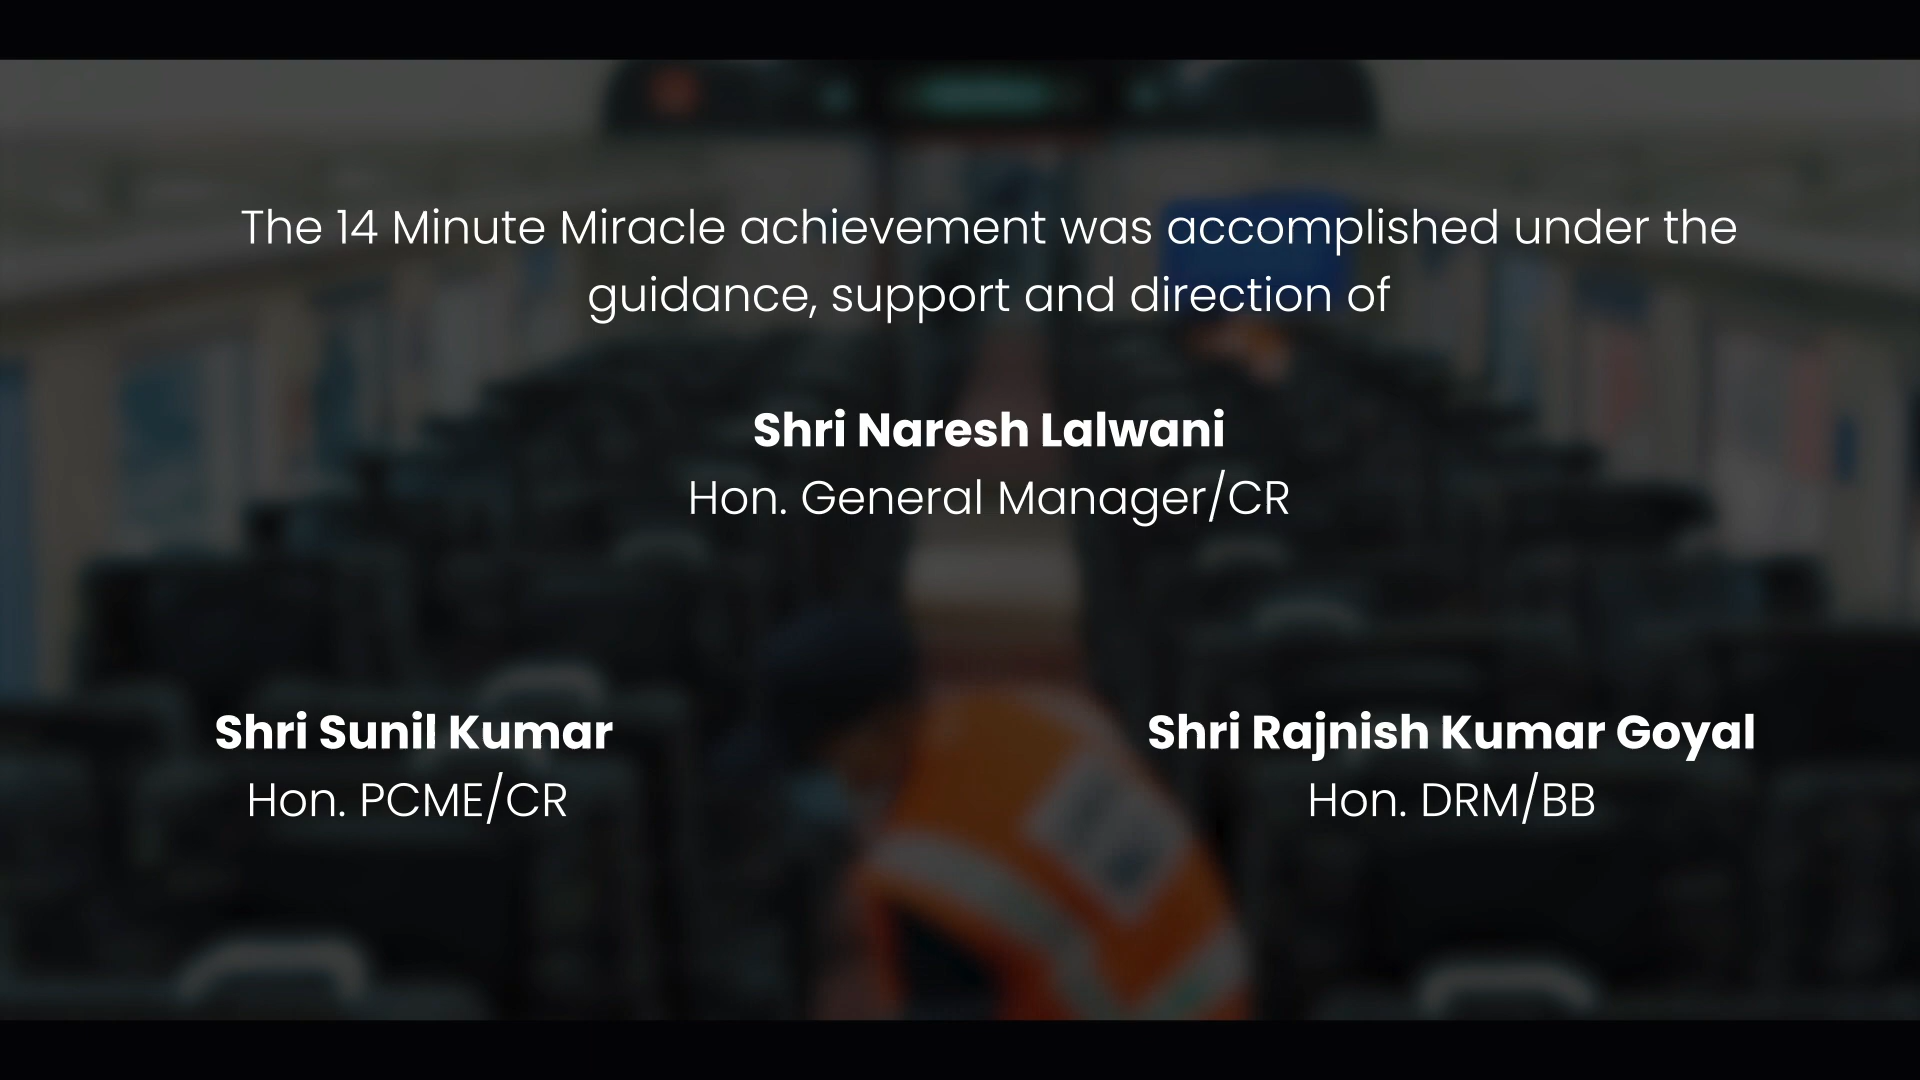 The 14 Minute Miracle achievement was accomplished under the
guidance, support and direction of
Shri Naresh Lalwani
Hon. General Manager/CR
Shri Sunil Kumar
Hon. PCME/CR
Shri Rajnish Kumar Goyal
Hon. DRM/BB